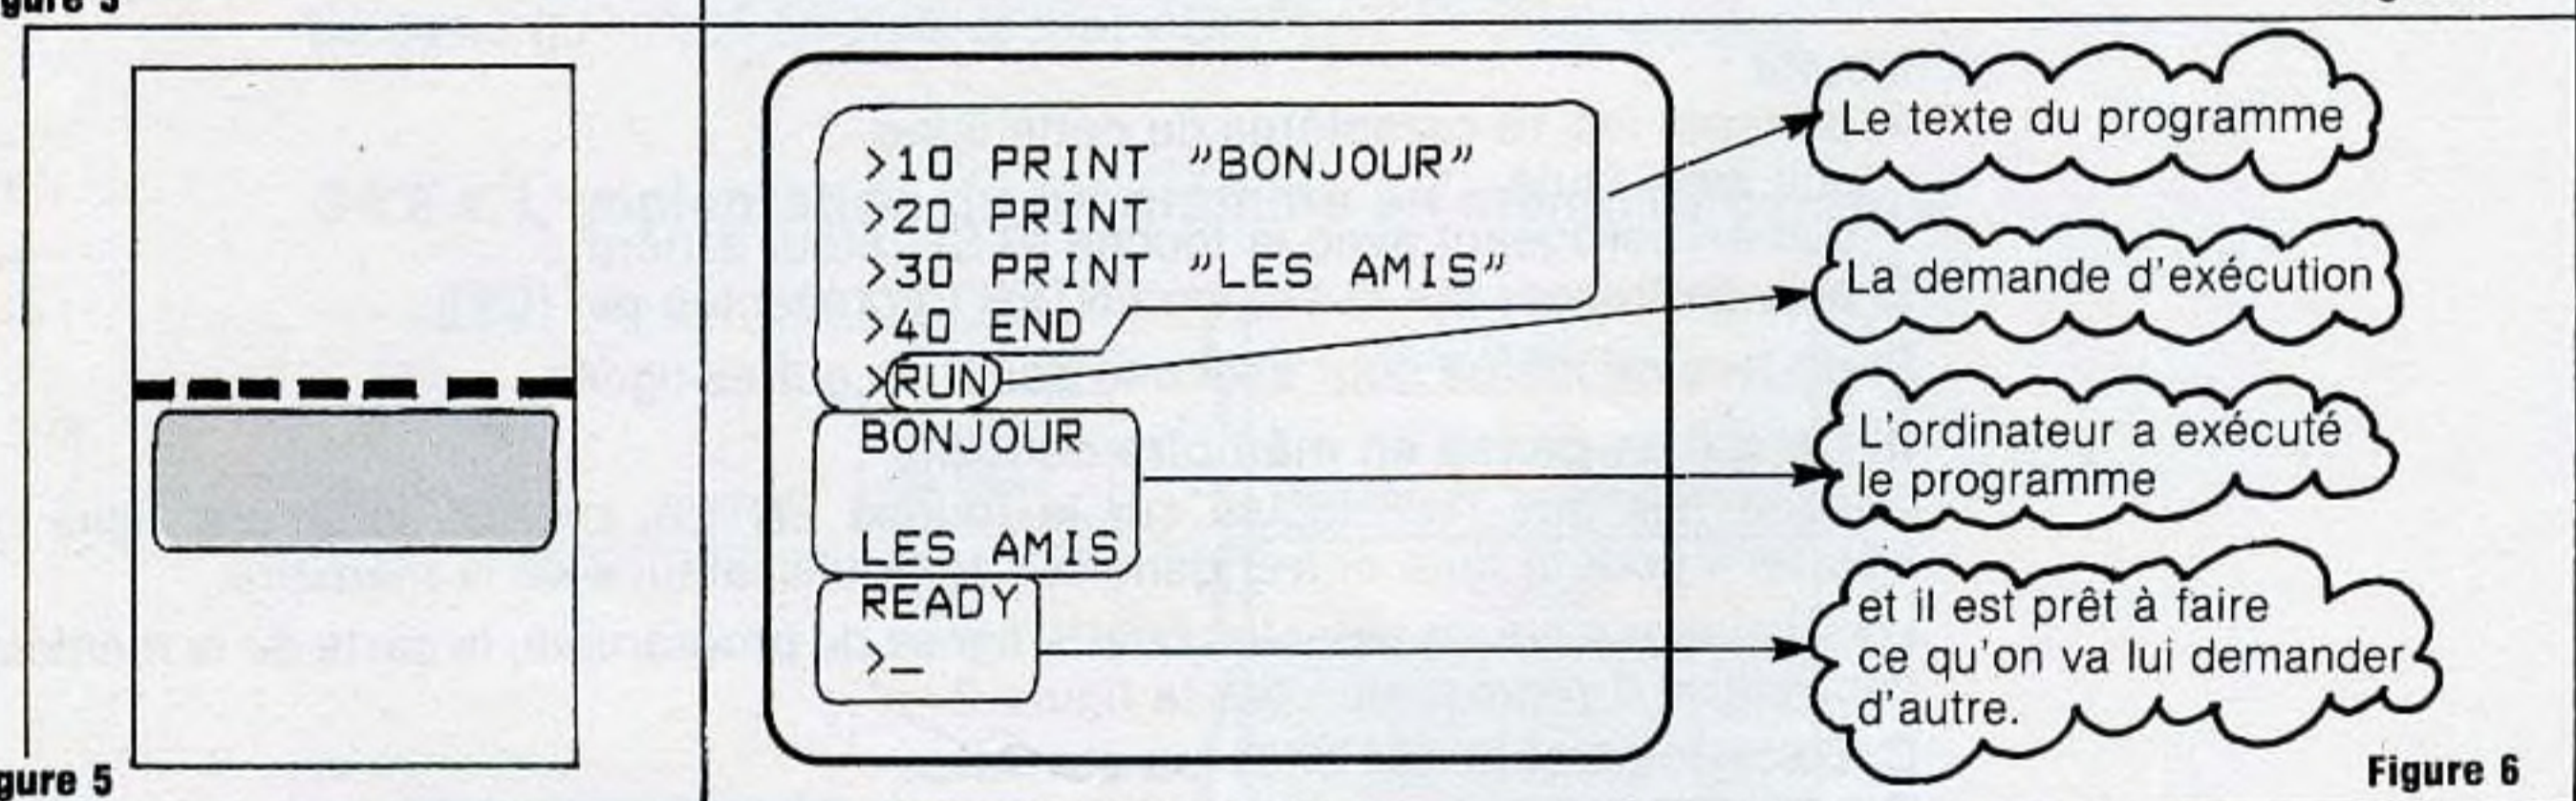 >10 PRINT "BONJOUR"
>20 PRINT
>30 PRINT "LES AMIS"
>40 END
>RUN
BONJOUR
LES AMIS
READY
>_
Le texte du programme
La demande d'exécution
L'ordinateur a exécuté
le programme
et il est prêt à faire
ce qu'on va lui demander
d'autre.
gure 5
Figure 6